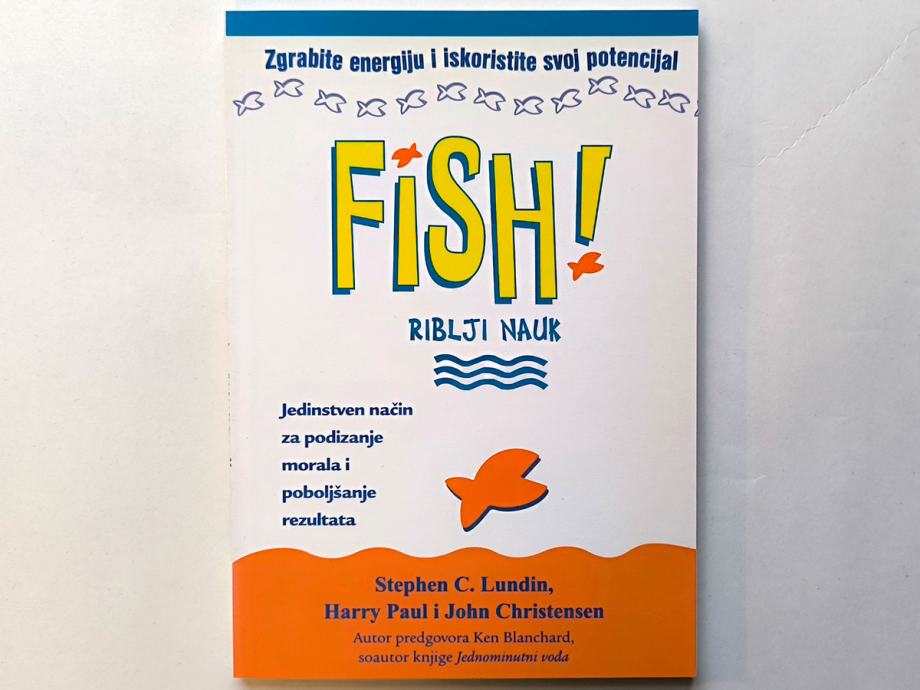 Zgrabite energiju i iskoristite svoj potencijal
FiSH!
RIBLJI NAUK
Jedinstven način
za podizanje
morala i
poboljšanje
rezultata
Stephen C. Lundin,
Harry Paul i John Christensen
Autor predgovora Ken Blanchard,
soautor knjige Jednominutni vođa